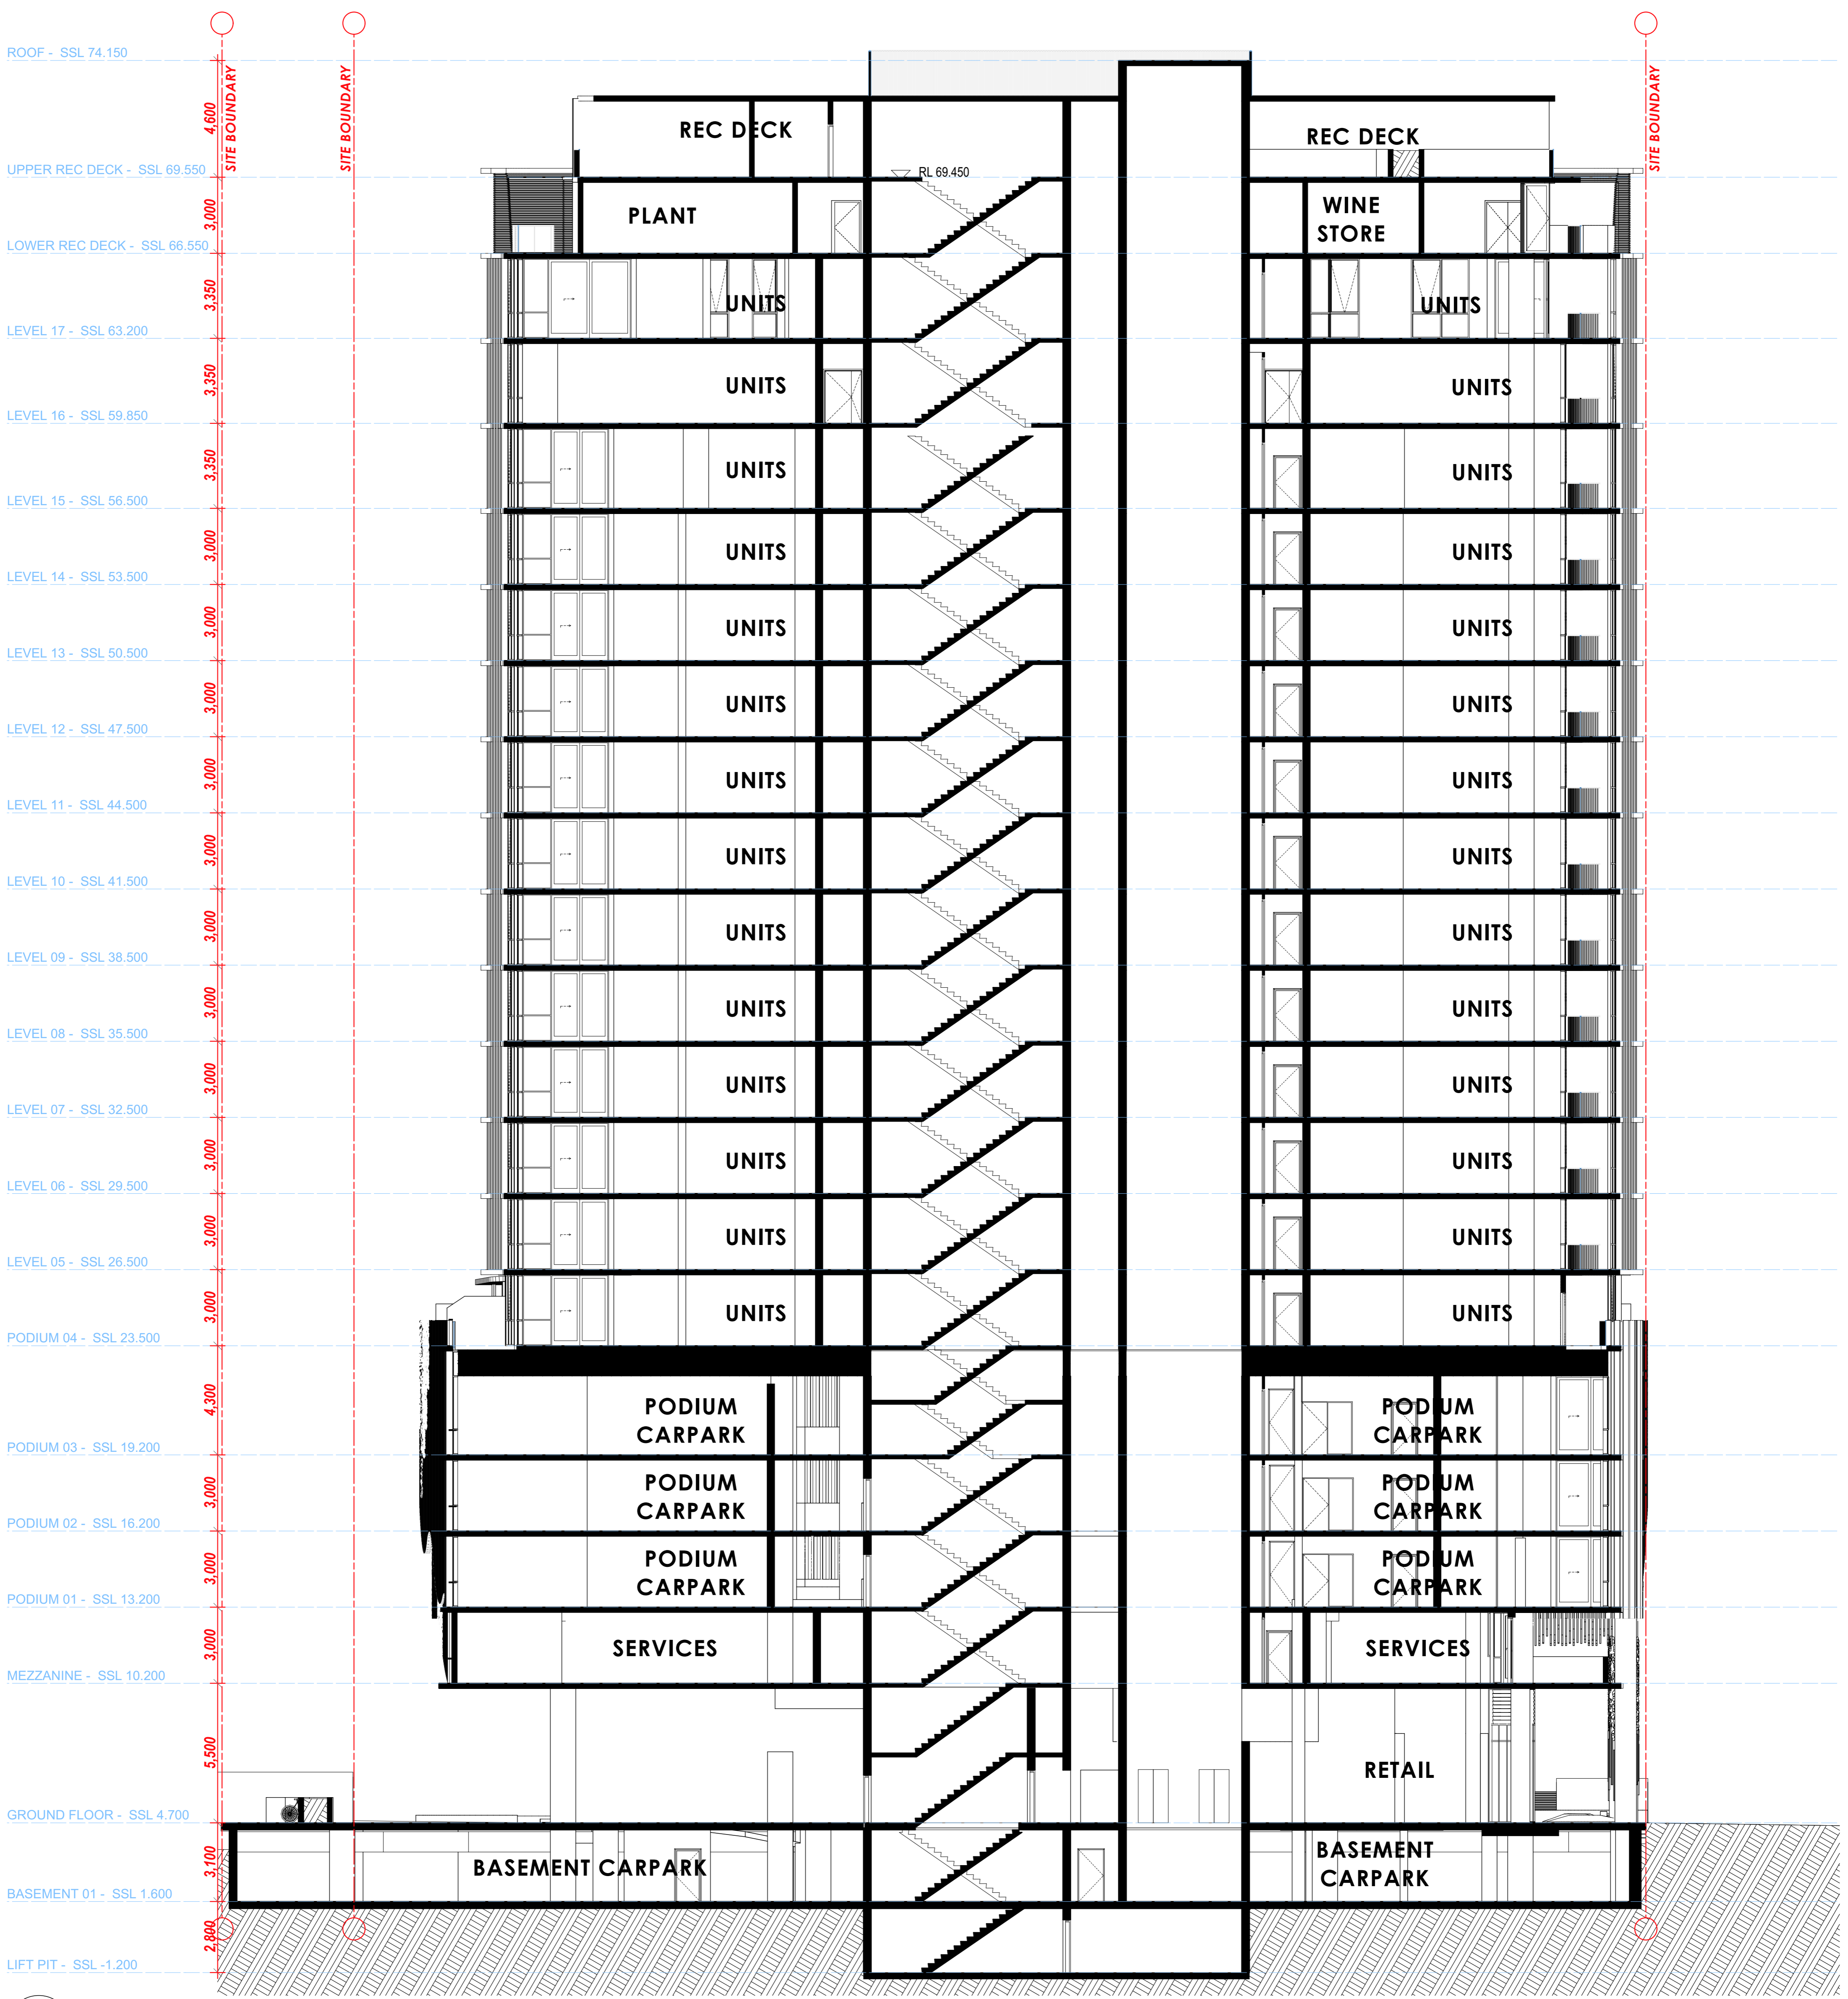 ROOF - SSL 74.150
SITE BOUNDARY
SITE BOUNDARY
SITE BOUNDARY
4,600
REC DECK
REC DECK
UPPER REC DECK - SSL 69.550
RL 69.450
3,000
PLANT
WINE
STORE
LOWER REC DECK - SSL 66.550
3,350
UNITS
UNITS
LEVEL 17 - SSL 63.200
3,350
UNITS
UNITS
LEVEL 16 - SSL 59.850
3,350
UNITS
UNITS
LEVEL 15 - SSL 56.500
3,000
UNITS
UNITS
LEVEL 14 - SSL 53.500
3,000
UNITS
UNITS
LEVEL 13 - SSL 50.500
3,000
UNITS
UNITS
LEVEL 12 - SSL 47.500
3,000
UNITS
UNITS
LEVEL 11 - SSL 44.500
3,000
UNITS
UNITS
LEVEL 10 - SSL 41.500
3,000
UNITS
UNITS
LEVEL 09 - SSL 38.500
3,000
UNITS
UNITS
LEVEL 08 - SSL 35.500
3,000
UNITS
UNITS
LEVEL 07 - SSL 32.500
3,000
UNITS
UNITS
LEVEL 06 - SSL 29.500
3,000
UNITS
UNITS
LEVEL 05 - SSL 26.500
3,000
UNITS
UNITS
PODIUM 04 - SSL 23.500
4,300
PODIUM
CARPARK
PODIUM
CARPARK
PODIUM 03 - SSL 19.200
3,000
PODIUM
CARPARK
PODIUM
CARPARK
PODIUM 02 - SSL 16.200
3,000
PODIUM
CARPARK
PODIUM
CARPARK
PODIUM 01 - SSL 13.200
3,000
SERVICES
SERVICES
MEZZANINE - SSL 10.200
5,500
RETAIL
GROUND FLOOR - SSL 4.700
3,100
BASEMENT CARPARK
BASEMENT
CARPARK
BASEMENT 01 - SSL 1.600
2,800
LIFT PIT - SSL -1.200